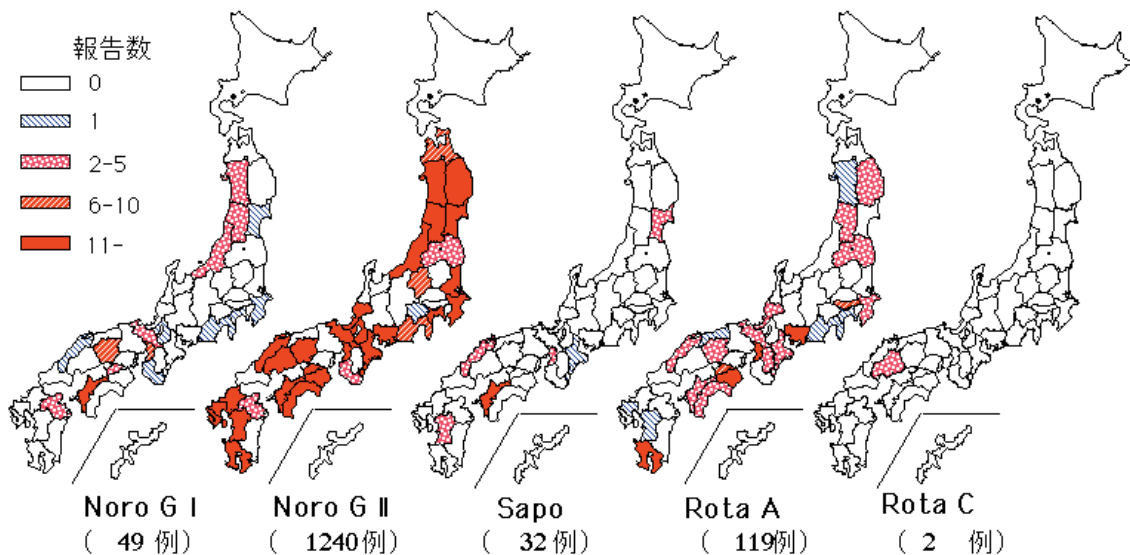 報告数
0
1
2-5
6-10
11-
Noro G Ⅰ
( 49 例)
Noro G Ⅱ
( 1240例)
Sapo
( 32 例)
Rota A
( 119例)
Rota C
( 2 例)